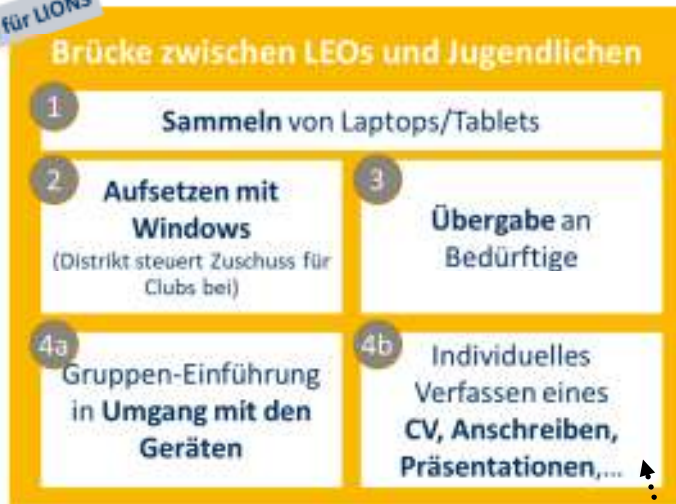 für LIONS
Brücke zwischen LEOs und Jugendlichen
1
Sammeln von Laptops/Tablets
2
Aufsetzen mit
Windows
(Distrikt steuert Zuschuss für
Clubs bei)
3
Übergabe an
Bedürftige
4a
Gruppen-Einführung
in Umgang mit den
Geräten
4b
Individuelles
Verfassen eines
CV, Anschreiben,
Präsentationen,...